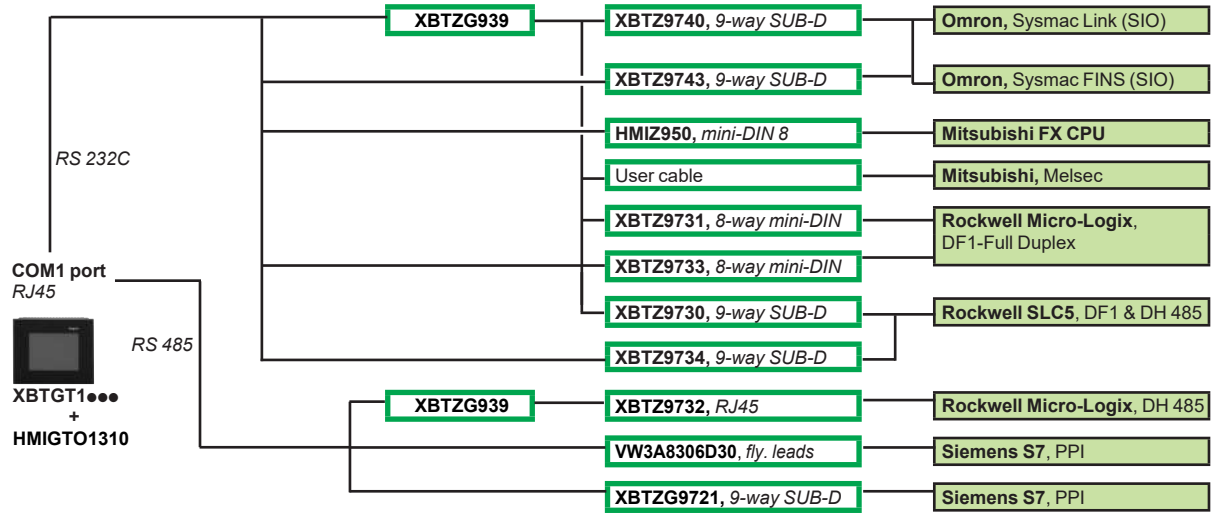 XBTZG939
XBTZ9740, 9-way SUB-D
Omron, Sysmac Link (SIO)
XBTZ9743, 9-way SUB-D
Omron, Sysmac FINS (SIO)
HMIZ950, mini-DIN 8
Mitsubishi FX CPU
RS 232C
User cable
Mitsubishi, Melsec
XBTZ9731, 8-way mini-DIN
Rockwell Micro-Logix,
DF1-Full Duplex
XBTZ9733, 8-way mini-DIN
COM1 port
RJ45
XBTZ9730, 9-way SUB-D
Rockwell SLC5, DF1 & DH 485
RS 485
XBTZ9734, 9-way SUB-D
XBTGT1●●●
+
HMIGTO1310
XBTZG939
XBTZ9732, RJ45
Rockwell Micro-Logix, DH 485
VW3A8306D30, fly. leads
Siemens S7, PPI
XBTZG9721, 9-way SUB-D
Siemens S7, PPI